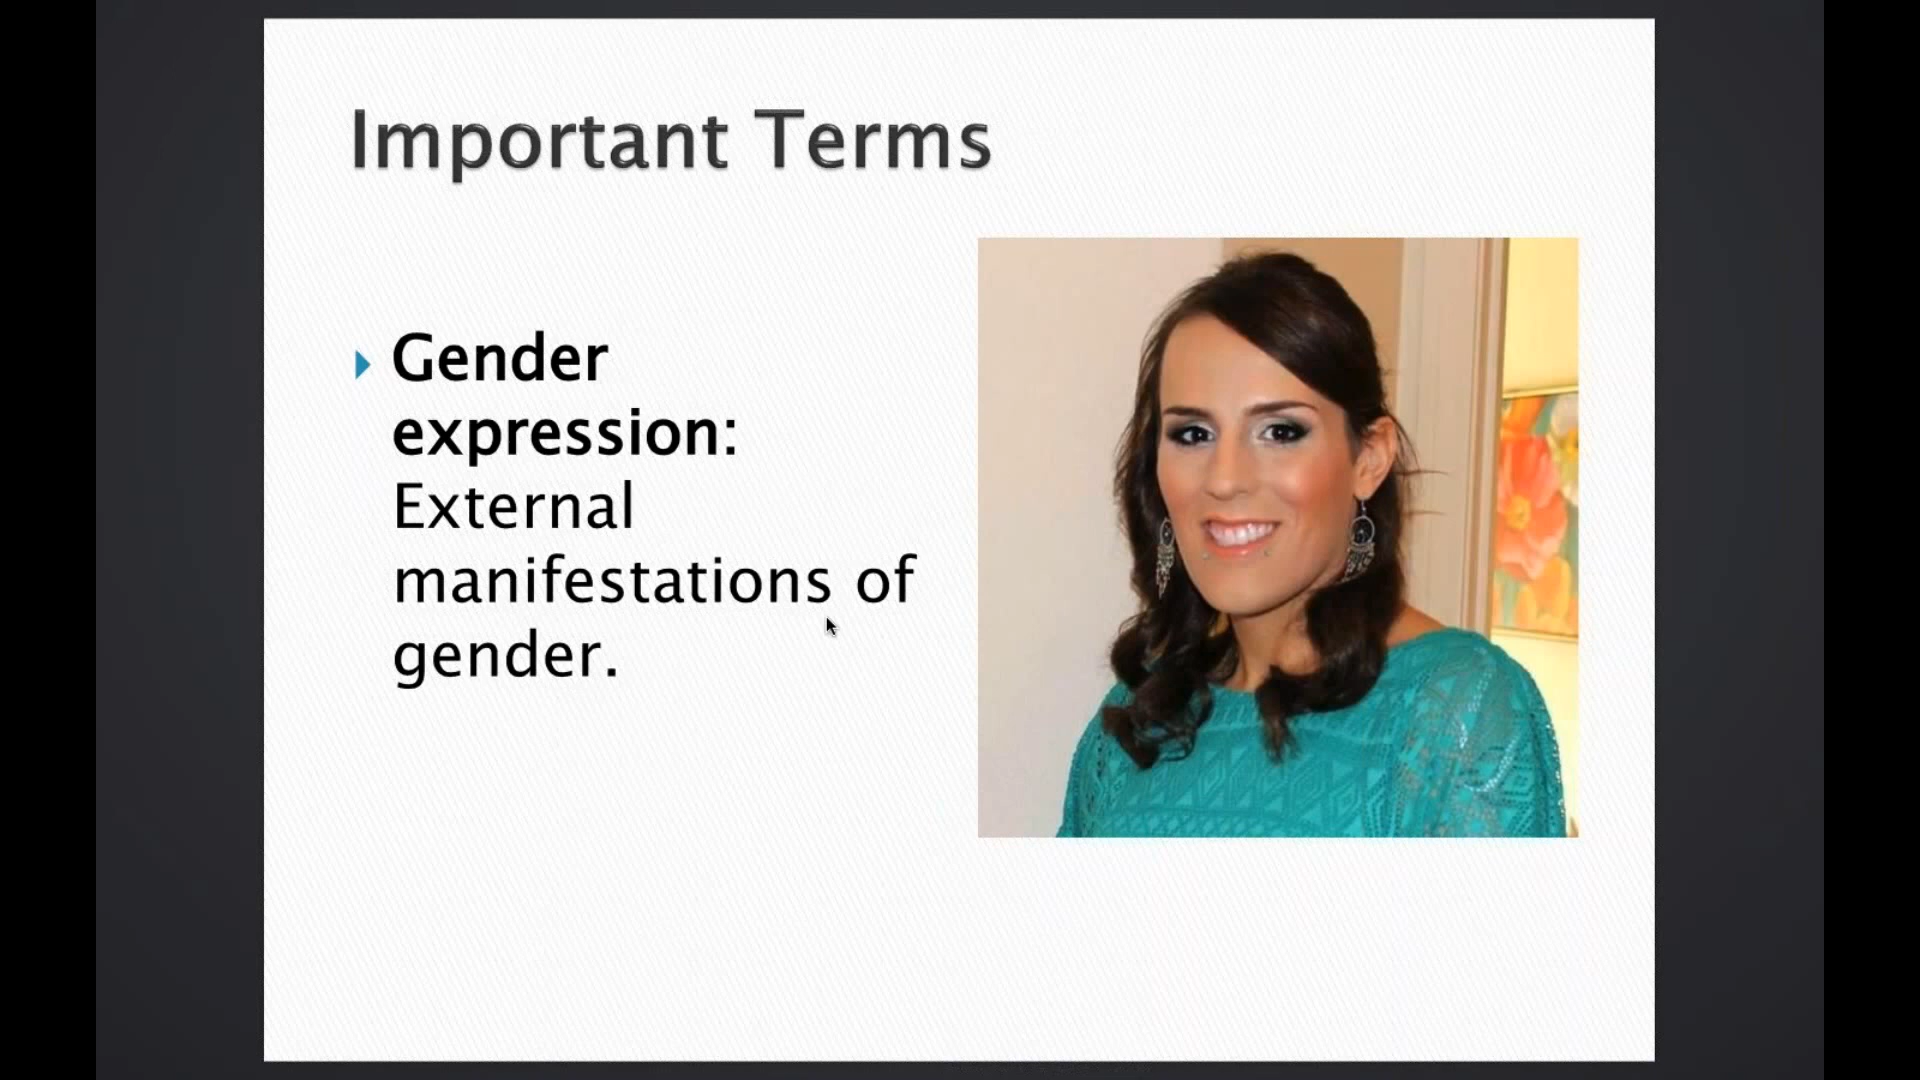 Important Terms
Gender
expression:
External
manifestations of
gender.